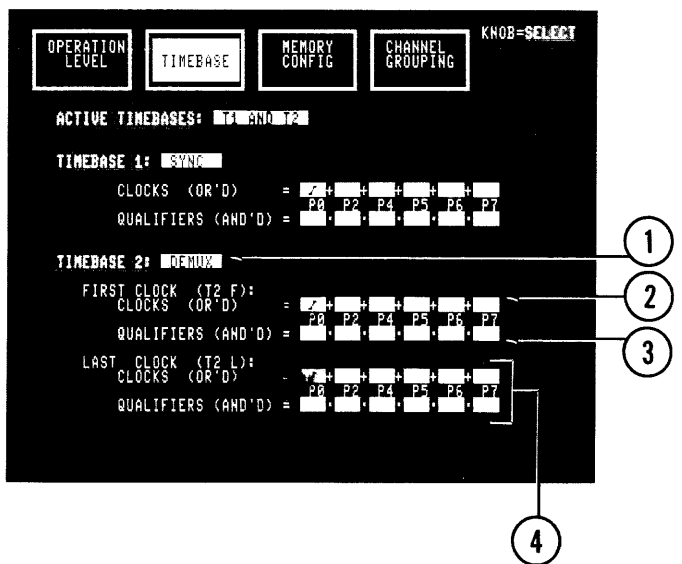 KNOB=SELECT
OPERATION LEVEL
TIMEBASE
MEMORY CONFIG
CHANNEL GROUPING
ACTIVE TIMEBASES: T1 AND T2
TIMEBASE 1: SYNC
CLOCKS (OR'D) = + + + + +
P0 P2 P4 P5 P6 P7
QUALIFIERS (AND'D) = · · · · ·
TIMEBASE 2: DEMUX
FIRST CLOCK (T2 F):
CLOCKS (OR'D) = + + + + +
P0 P2 P4 P5 P6 P7
QUALIFIERS (AND'D) = · · · · ·
LAST CLOCK (T2 L):
CLOCKS (OR'D) = + + + + +
P0 P2 P4 P5 P6 P7
QUALIFIERS (AND'D) = · · · · ·
1
2
3
4